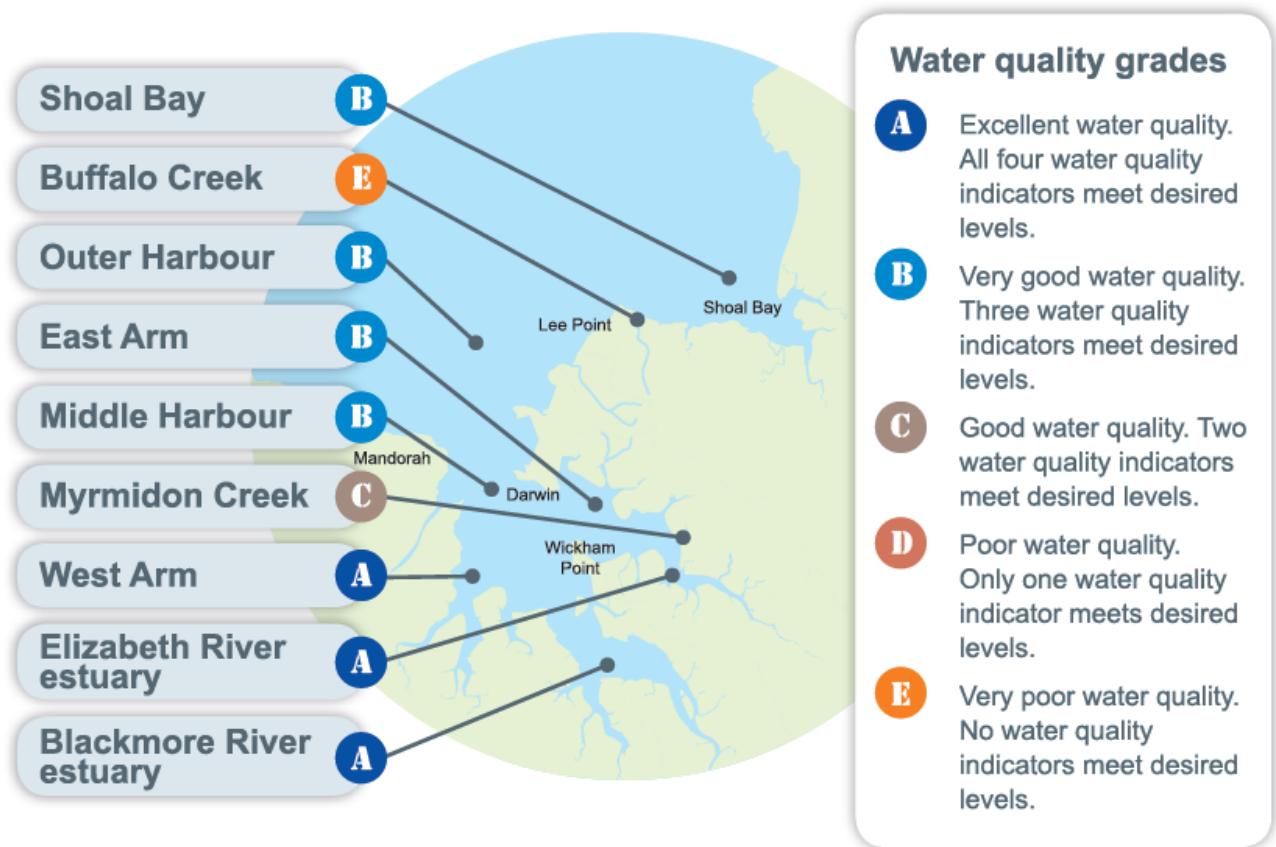 Shoal Bay
B
Buffalo Creek
E
Outer Harbour
B
East Arm
B
Middle Harbour
B
Myrmidon Creek
C
West Arm
A
Elizabeth River
estuary
A
Blackmore River
estuary
A
Shoal Bay
Lee Point
Mandorah
Darwin
Wickham
Point
Water quality grades
A
Excellent water quality.
All four water quality
indicators meet desired
levels.
B
Very good water quality.
Three water quality
indicators meet desired
levels.
C
Good water quality. Two
water quality indicators
meet desired levels.
D
Poor water quality.
Only one water quality
indicator meets desired
levels.
E
Very poor water quality.
No water quality
indicators meet desired
levels.